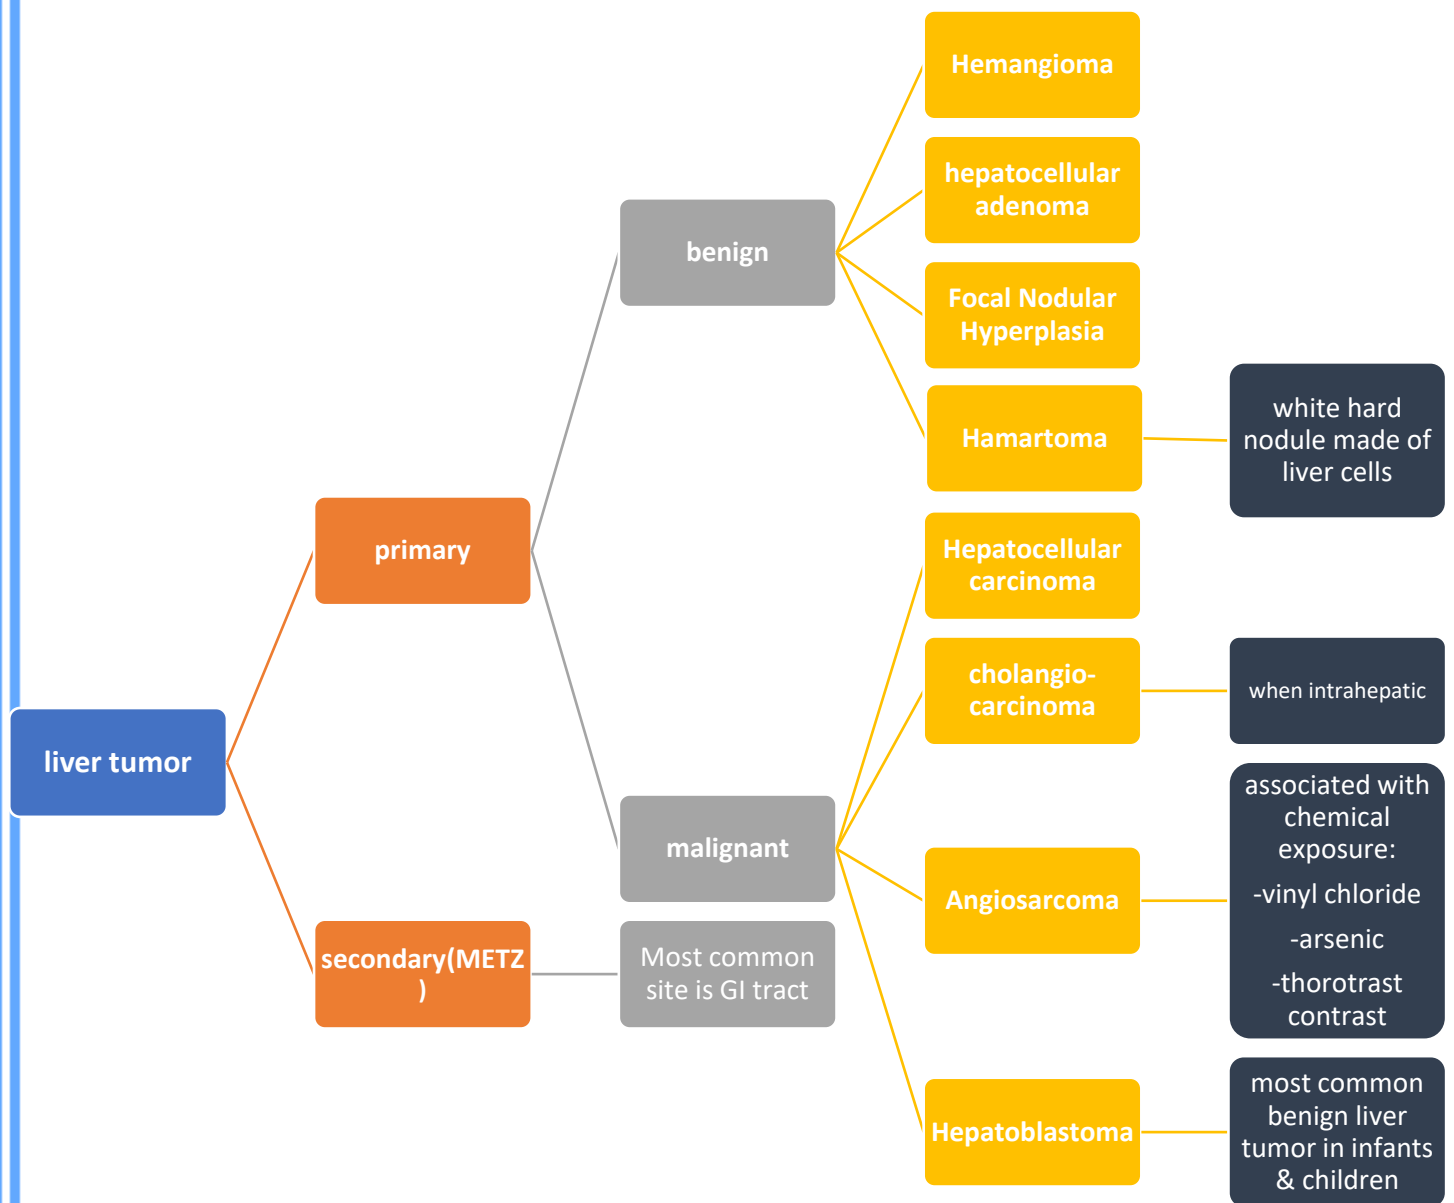 liver tumor
primary
benign
Hemangioma
hepatocellular
adenoma
Focal Nodular
Hyperplasia
Hamartoma
white hard
nodule made of
liver cells
malignant
Hepatocellular
carcinoma
cholangio-
carcinoma
when intrahepatic
Angiosarcoma
associated with
chemical
exposure:
-vinyl chloride
-arsenic
-thorotrast
contrast
Hepatoblastoma
most common
benign liver
tumor in infants
& children
secondary(METZ
)
Most common
site is GI tract